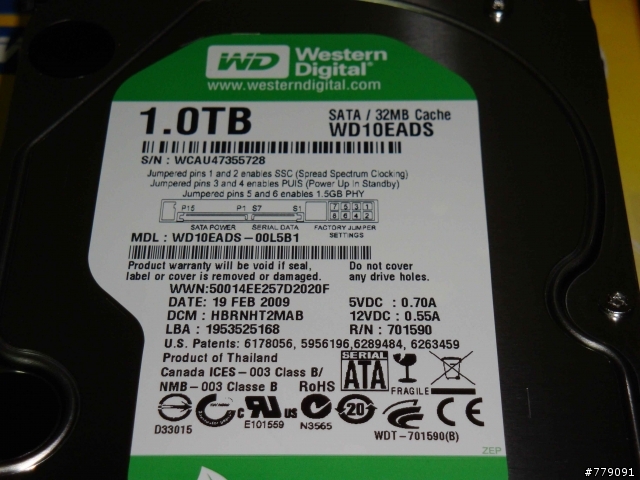 WD Western Digital®
www.westerndigital.com
1.0TB
SATA / 32MB Cache
WD10EADS
S/N : WCAU47355728
Jumpered pins 1 and 2 enables SSC (Spread Spectrum Clocking)
Jumpered pins 3 and 4 enables PUIS (Power Up in Standby)
Jumpered pins 5 and 6 enables 1.5GB PHY
P15 P1 S7 S1 7 5 3 1
8 6 4 2
SATA POWER SERIAL DATA FACTORY JUMPER SETTINGS
MDL : WD10EADS-00L5B1
Product warranty will be void if seal, label or cover is removed or damaged.
Do not cover any drive holes.
WWN:50014EE257D2020F
DATE: 19 FEB 2009
5VDC : 0.70A
DCM : HBRNHT2MAB
12VDC : 0.55A
LBA : 1953525168
R/N : 701590
U.S. Patents: 6178056, 5956196,6289484, 6263459
Product of Thailand
Canada ICES-003 Class B/
NMB-003 Classe B
RoHS
SERIAL ATA
FRAGILE
D33015
C UL US
E101559
N
N3565
20
CE
WDT-701590(B)
ZEP
#779091